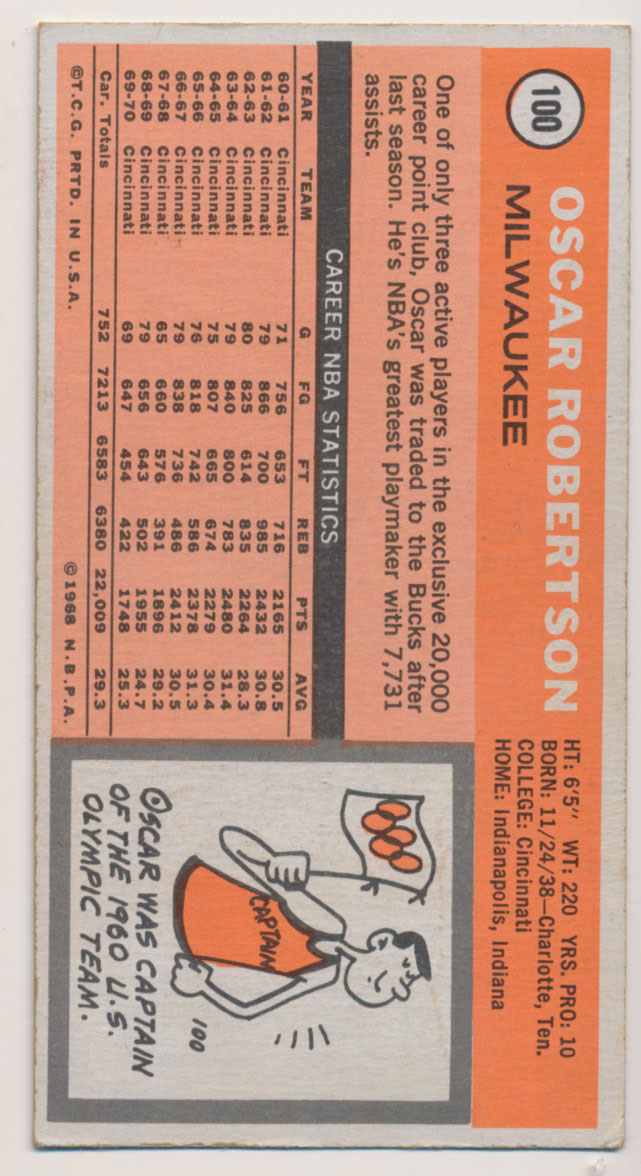 100
OSCAR ROBERTSON
MILWAUKEE
HT: 6'5" WT: 220 YRS. PRO: 10
BORN: 11/24/38—Charlotte, Ten.
COLLEGE: Cincinnati
HOME: Indianapolis, Indiana
One of only three active players in the exclusive 20,000
career point club, Oscar was traded to the Bucks after
last season. He's NBA's greatest playmaker with 7,731
assists.
CAREER NBA STATISTICS
YEAR TEAM G FG FT REB PTS AVG
60-61 Cincinnati 71 756 653 716 2165 30.5
61-62 Cincinnati 79 866 700 985 2432 30.8
62-63 Cincinnati 80 825 614 835 2264 28.3
63-64 Cincinnati 79 840 800 783 2480 31.4
64-65 Cincinnati 75 807 665 674 2279 30.4
65-66 Cincinnati 76 818 742 586 2378 31.3
66-67 Cincinnati 79 838 736 486 2412 30.5
67-68 Cincinnati 65 660 576 391 1896 29.2
68-69 Cincinnati 79 656 643 502 1955 24.7
69-70 Cincinnati 69 647 454 422 1748 25.3
Car. Totals 752 7213 6583 6380 22,009 29.3
©T.C.G. PRTD. IN U.S.A. ©1968 N.B.P.A.
CAPTAIN
100
OSCAR WAS CAPTAIN
OF THE 1960 U.S.
OLYMPIC TEAM.